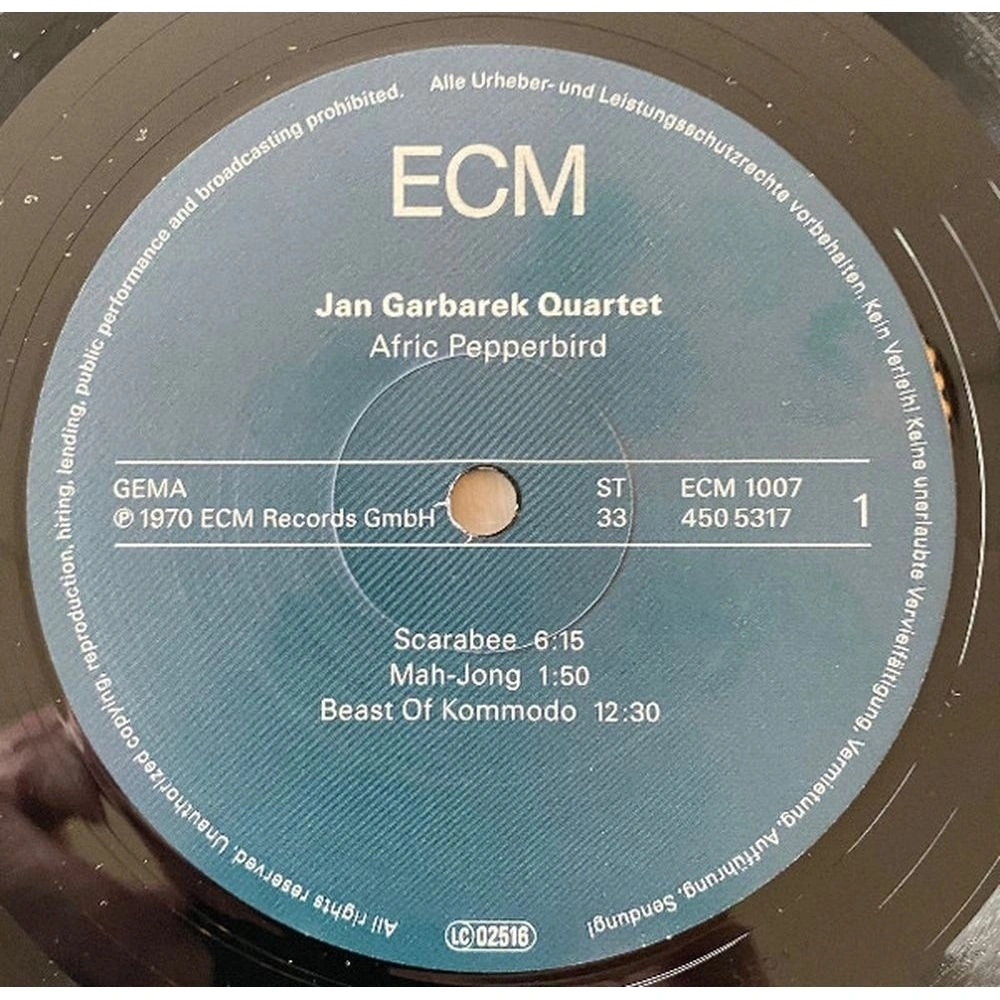 ECM
Jan Garbarek Quartet
Afric Pepperbird
GEMA
℗ 1970 ECM Records GmbH
ST
33
ECM 1007
450 5317
1
Scarabee 6:15
Mah-Jong 1:50
Beast Of Kommodo 12:30
LC 02516
All rights reserved. Unauthorized copying, reproduction, hiring, lending, public performance and broadcasting prohibited.
Alle Urheber- und Leistungsschutzrechte vorbehalten. Kein Verleih! Keine unerlaubte Vervielfältigung, Vermietung, Aufführung, Sendung!